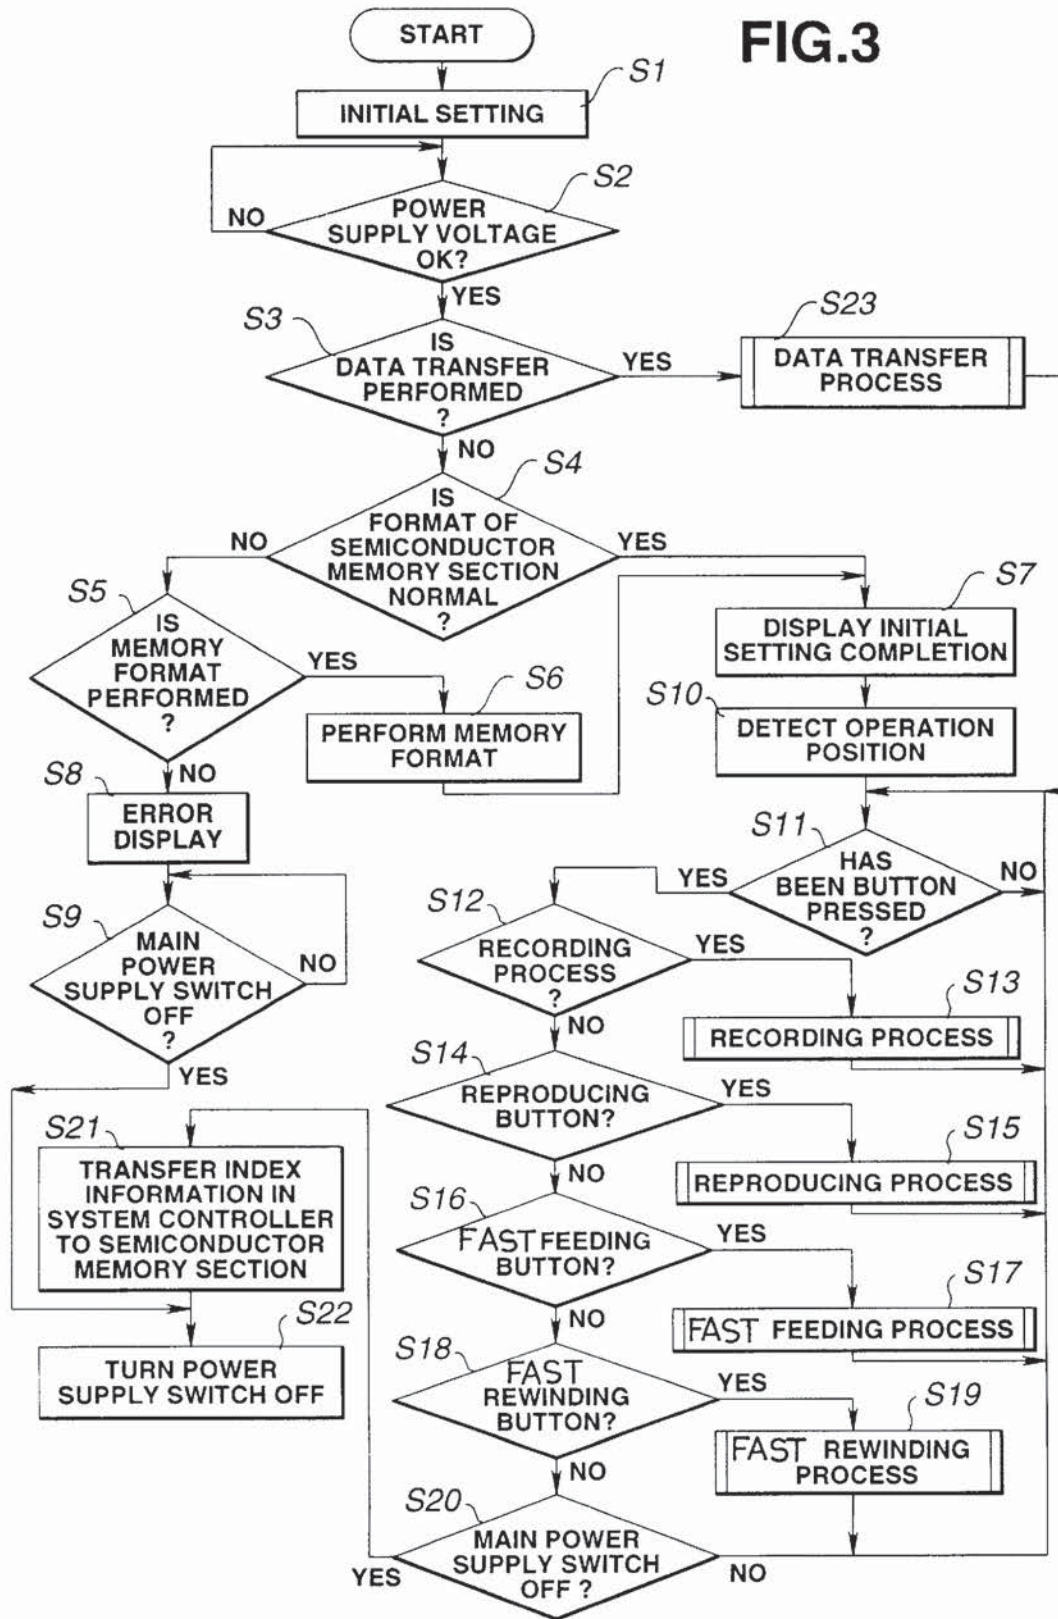 START
FIG.3
S1
INITIAL SETTING
S2
NO
POWER
SUPPLY VOLTAGE
OK?
YES
S3
IS
DATA TRANSFER
PERFORMED
?
YES
S23
DATA TRANSFER
PROCESS
NO
S4
IS
FORMAT OF
SEMICONDUCTOR
MEMORY SECTION
NORMAL
?
NO
YES
S5
IS
MEMORY
FORMAT
PERFORMED
?
YES
S6
PERFORM MEMORY
FORMAT
S7
DISPLAY INITIAL
SETTING COMPLETION
S10
DETECT OPERATION
POSITION
NO
S8
ERROR
DISPLAY
S11
HAS
BEEN BUTTON
PRESSED
?
YES
NO
S9
MAIN
POWER
SUPPLY SWITCH
OFF
?
NO
YES
S12
RECORDING
PROCESS
?
YES
S13
RECORDING PROCESS
NO
S14
REPRODUCING
BUTTON?
YES
S15
REPRODUCING PROCESS
NO
S21
TRANSFER INDEX
INFORMATION IN
SYSTEM CONTROLLER
TO SEMICONDUCTOR
MEMORY SECTION
S16
FAST FEEDING
BUTTON?
YES
S17
FAST FEEDING PROCESS
NO
S22
TURN POWER
SUPPLY SWITCH OFF
S18
FAST
REWINDING
BUTTON?
YES
S19
FAST REWINDING
PROCESS
NO
S20
MAIN POWER
SUPPLY SWITCH
OFF ?
YES
NO